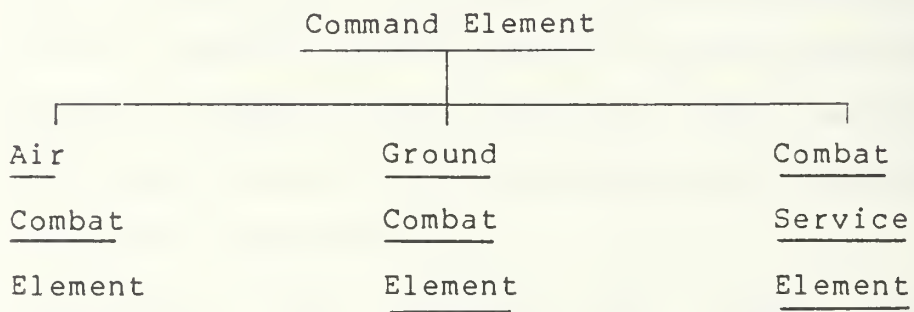 Command Element
Air
Combat
Element
Ground
Combat
Element
Combat
Service
Element